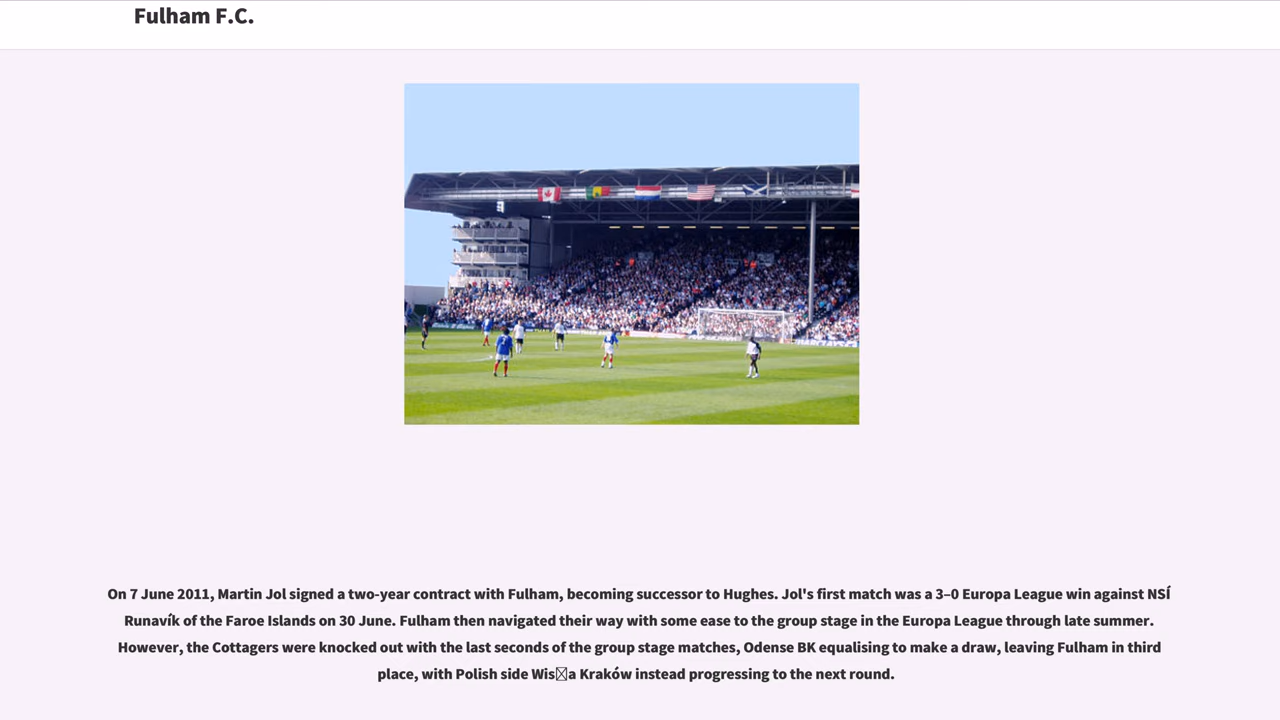 Fulham F.C.
On 7 June 2011, Martin Jol signed a two-year contract with Fulham, becoming successor to Hughes. Jol's first match was a 3–0 Europa League win against NSÍ
Runavík of the Faroe Islands on 30 June. Fulham then navigated their way with some ease to the group stage in the Europa League through late summer.
However, the Cottagers were knocked out with the last seconds of the group stage matches, Odense BK equalising to make a draw, leaving Fulham in third
place, with Polish side Wis□a Kraków instead progressing to the next round.